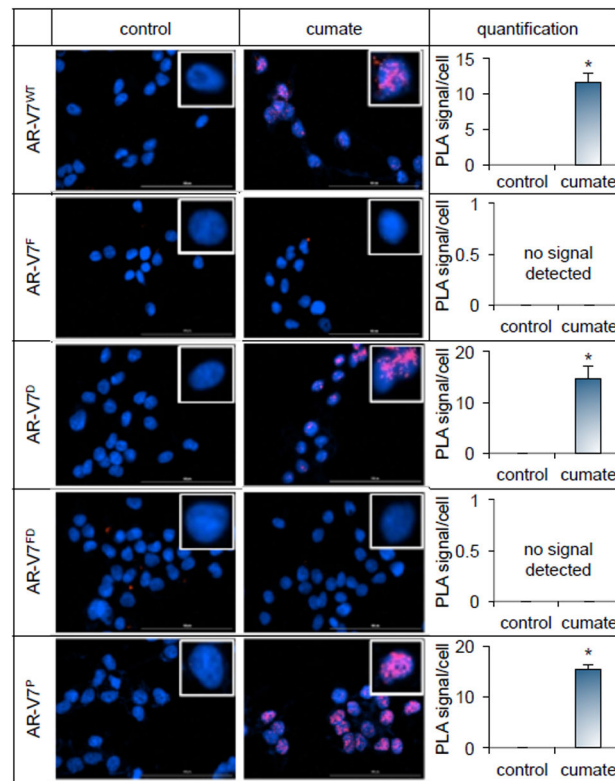 control cumate quantification
AR-V7WT
PLA signal/cell
15
10
5
0
*
control cumate
AR-V7F
PLA signal/cell
1
0.5
0
no signal
detected
control cumate
AR-V7D
PLA signal/cell
20
10
0
*
control cumate
AR-V7FD
PLA signal/cell
1
0.5
0
no signal
detected
control cumate
AR-V7P
PLA signal/cell
20
10
0
*
control cumate